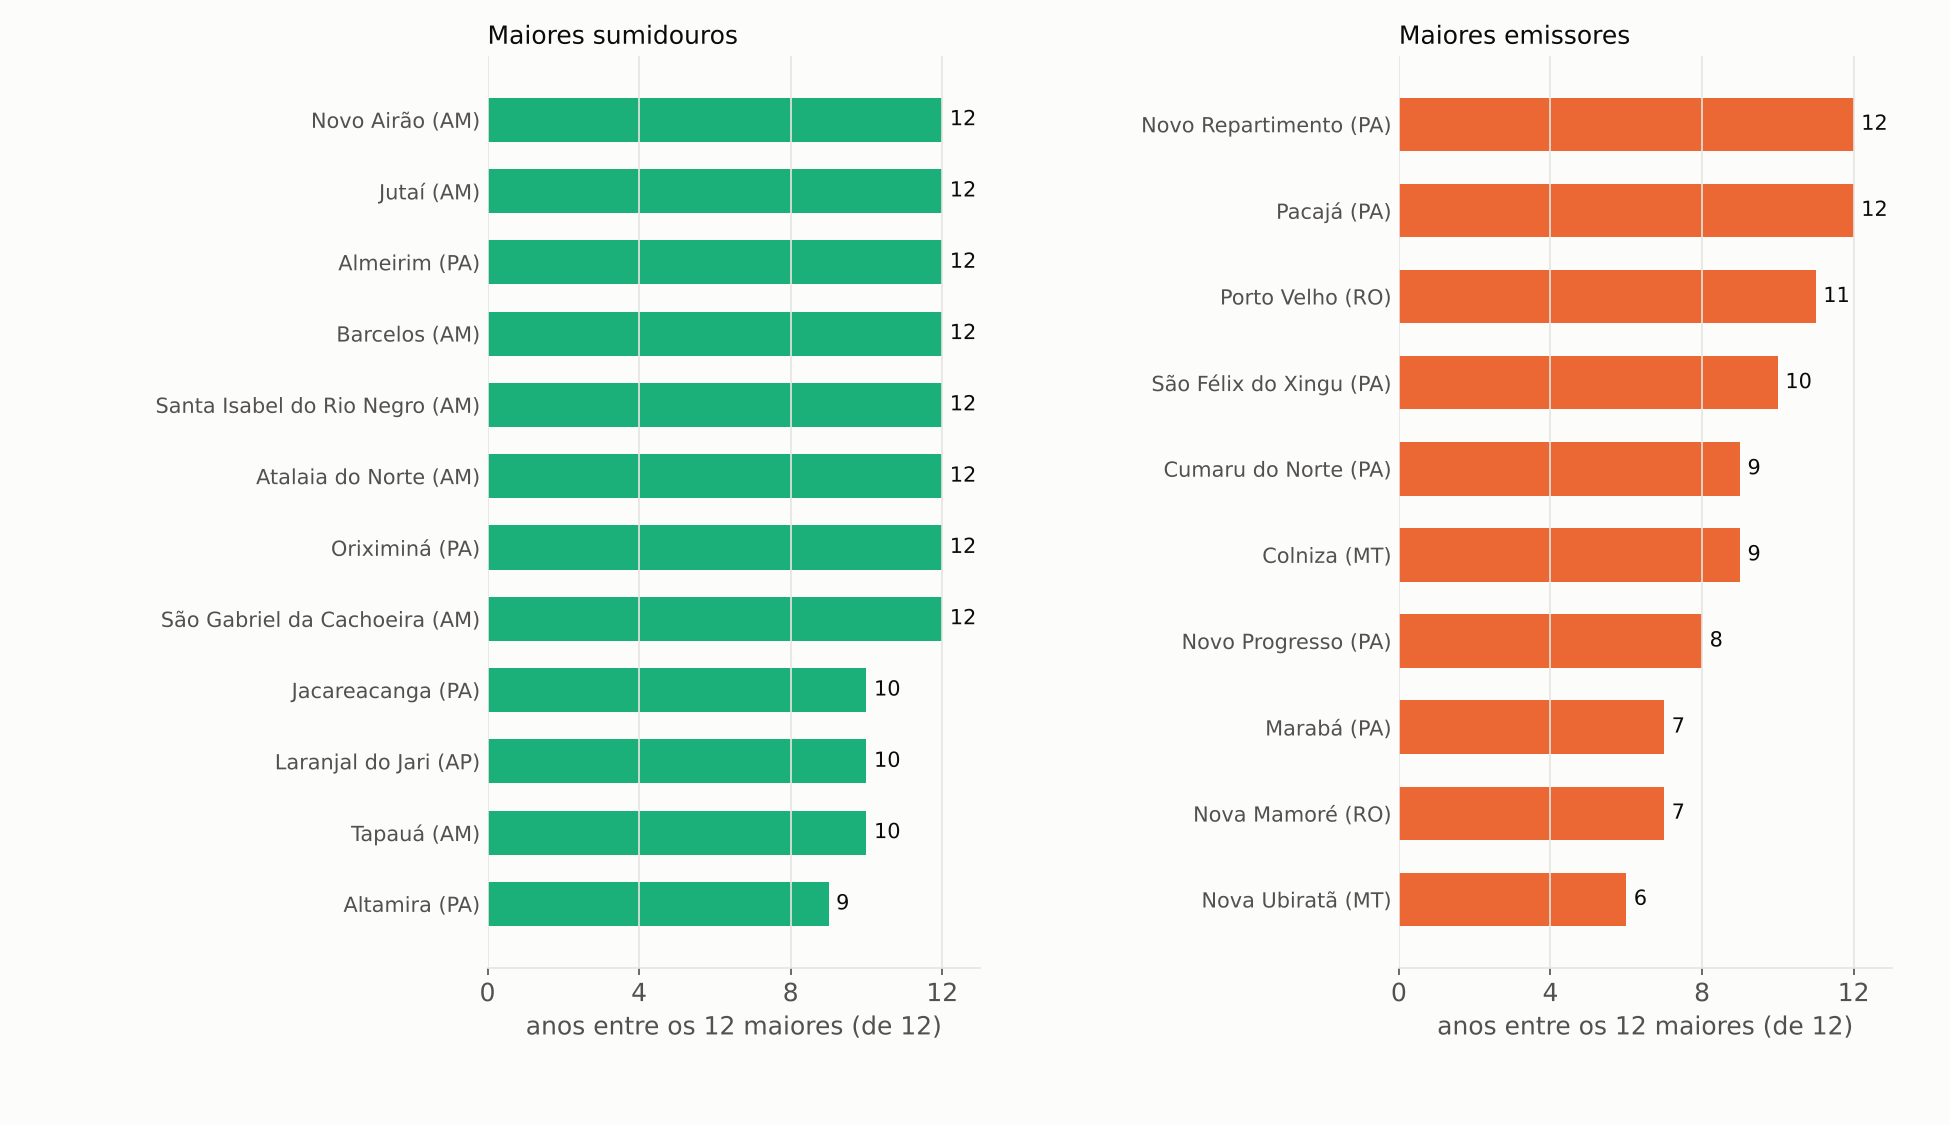 Maiores sumidouros
Novo Airão (AM) 12
Jutaí (AM) 12
Almeirim (PA) 12
Barcelos (AM) 12
Santa Isabel do Rio Negro (AM) 12
Atalaia do Norte (AM) 12
Oriximiná (PA) 12
São Gabriel da Cachoeira (AM) 12
Jacareacanga (PA) 10
Laranjal do Jari (AP) 10
Tapauá (AM) 10
Altamira (PA) 9
0 4 8 12
anos entre os 12 maiores (de 12)
Maiores emissores
Novo Repartimento (PA) 12
Pacajá (PA) 12
Porto Velho (RO) 11
São Félix do Xingu (PA) 10
Cumaru do Norte (PA) 9
Colniza (MT) 9
Novo Progresso (PA) 8
Marabá (PA) 7
Nova Mamoré (RO) 7
Nova Ubiratã (MT) 6
0 4 8 12
anos entre os 12 maiores (de 12)